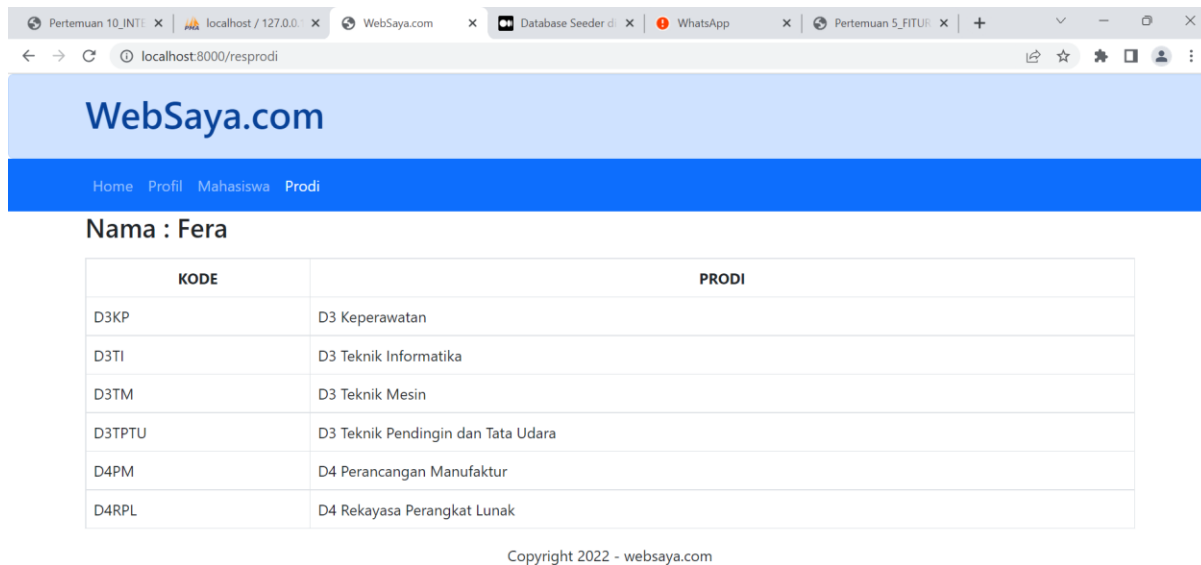 Pertemuan 10_INTE localhost / 127.0.0.1 WebSaya.com Database Seeder di WhatsApp Pertemuan 5_FITUR
localhost:8000/resprodi
WebSaya.com
Home Profil Mahasiswa Prodi
Nama : Fera
KODE PRODI
D3KP D3 Keperawatan
D3TI D3 Teknik Informatika
D3TM D3 Teknik Mesin
D3TPTU D3 Teknik Pendingin dan Tata Udara
D4PM D4 Perancangan Manufaktur
D4RPL D4 Rekayasa Perangkat Lunak
Copyright 2022 - websaya.com